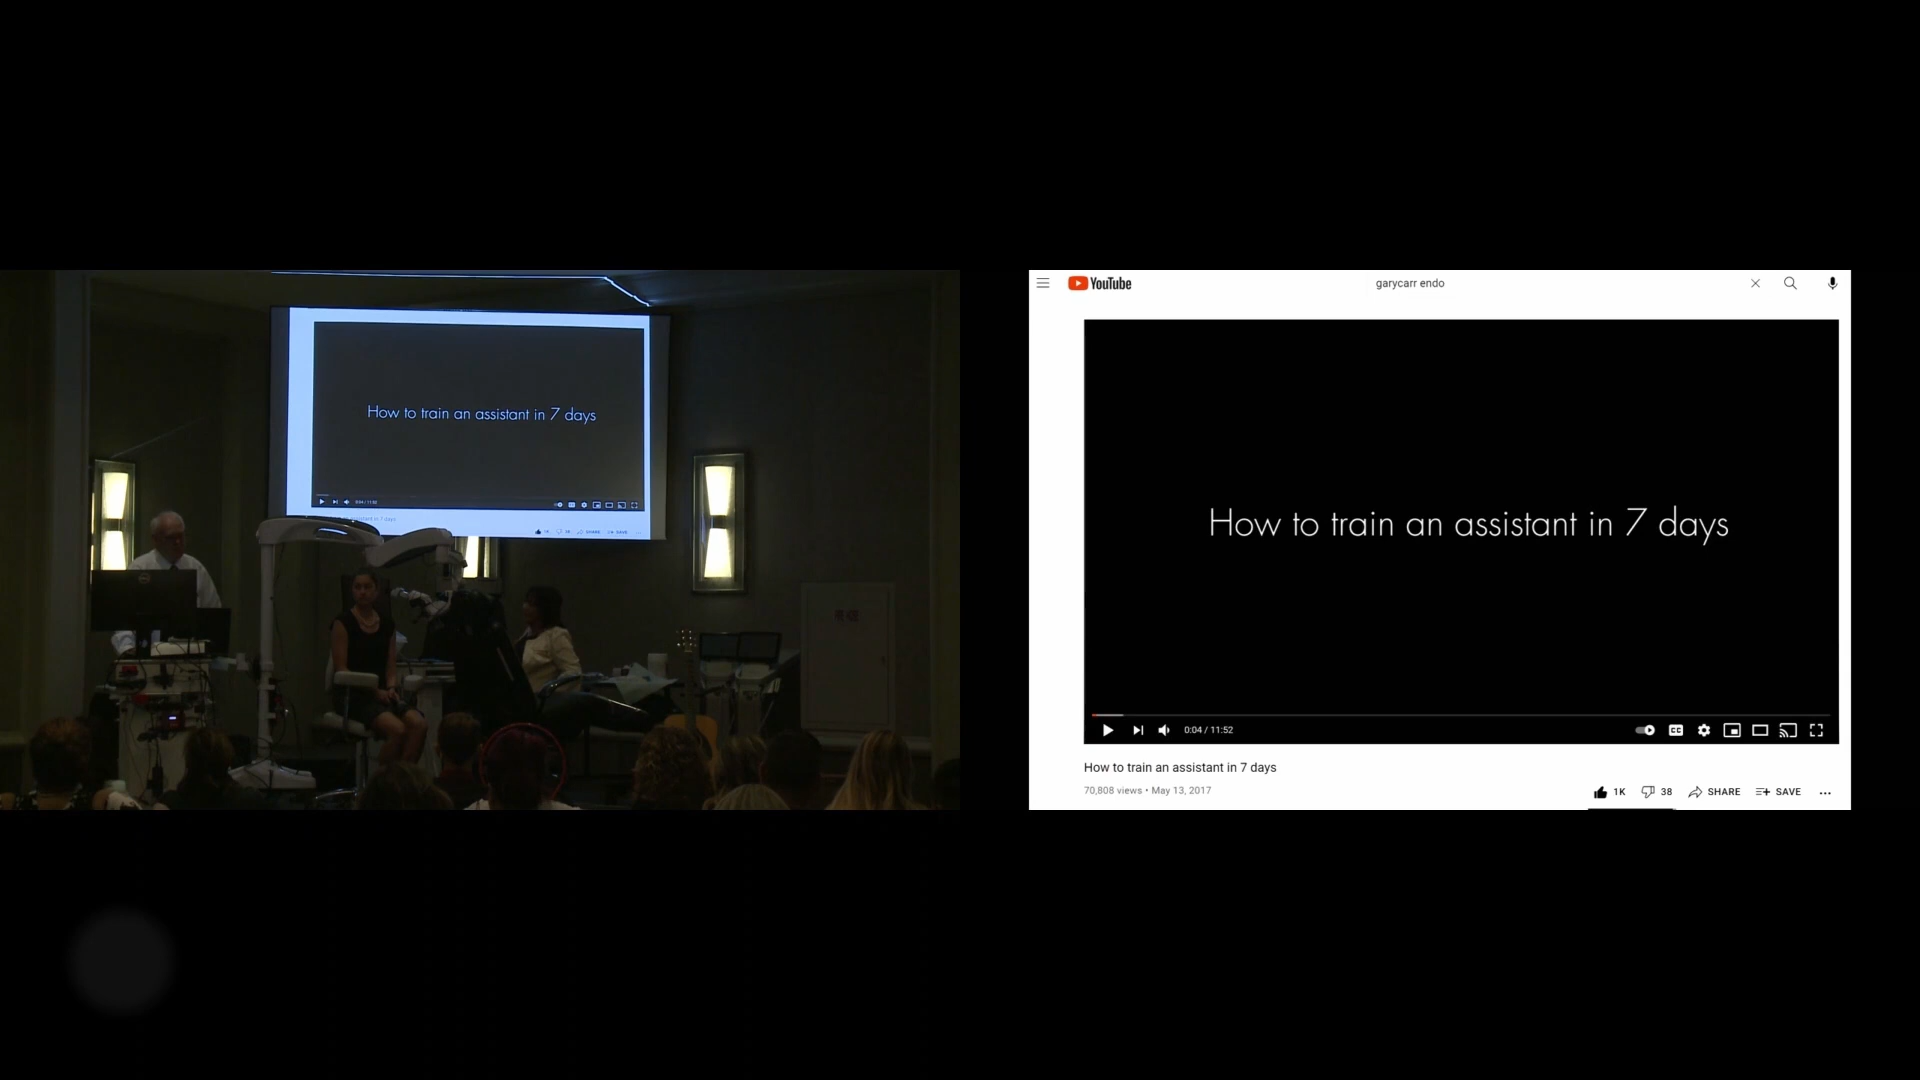 How to train an assistant in 7 days
YouTube
garycarr endo
How to train an assistant in 7 days
0:04 / 11:52
CC
How to train an assistant in 7 days
70,808 views • May 13, 2017
1K 38 SHARE SAVE ...